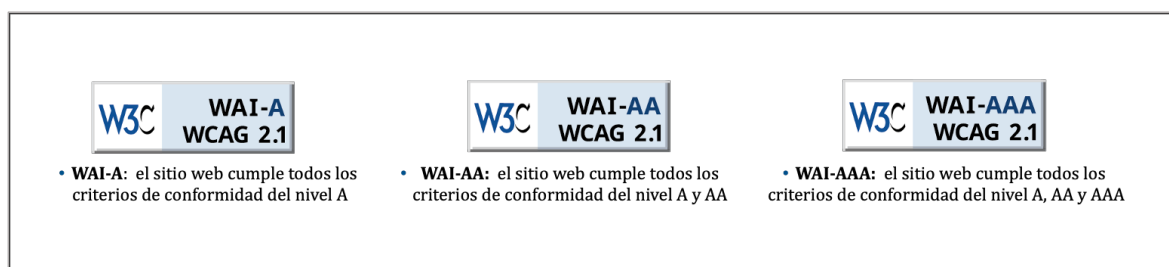 W3C WAI-A
WCAG 2.1
• WAI-A: el sitio web cumple todos los
criterios de conformidad del nivel A
W3C WAI-AA
WCAG 2.1
• WAI-AA: el sitio web cumple todos los
criterios de conformidad del nivel A y AA
W3C WAI-AAA
WCAG 2.1
• WAI-AAA: el sitio web cumple todos los
criterios de conformidad del nivel A, AA y AAA